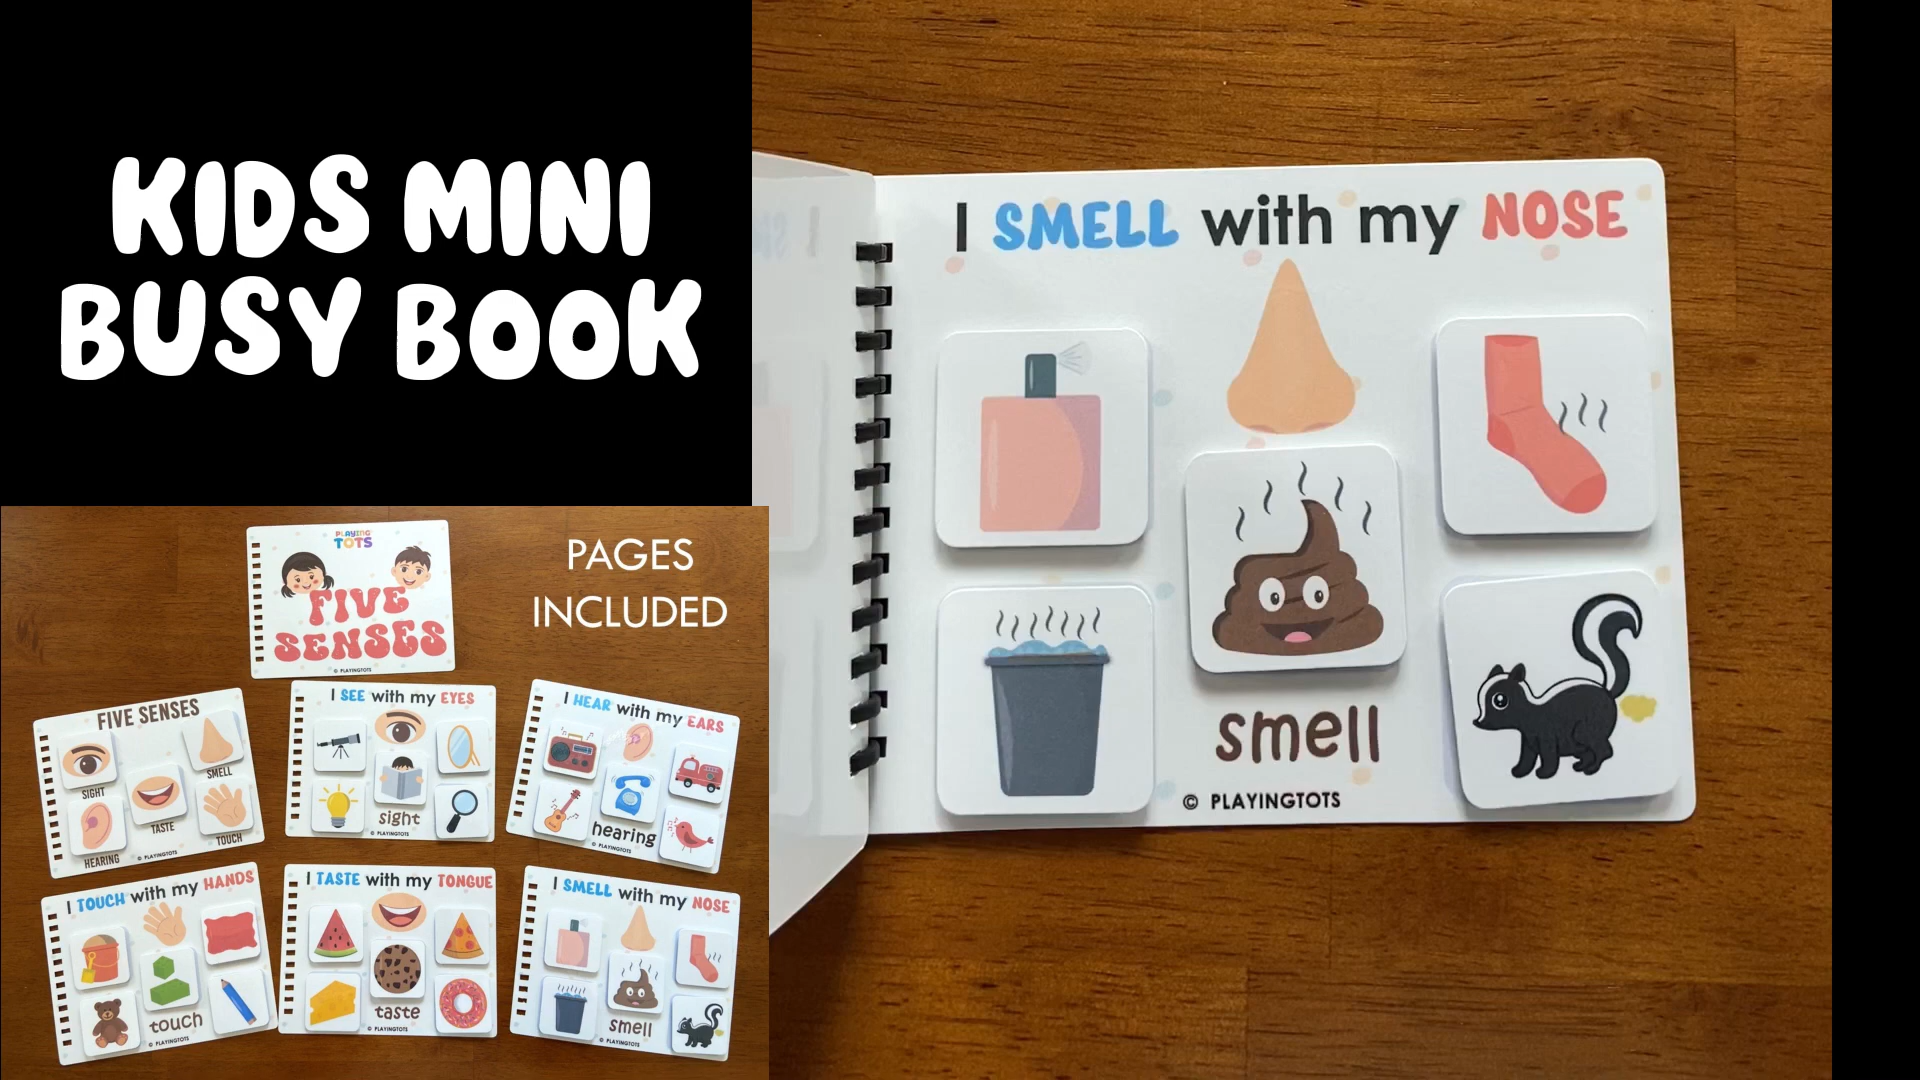 KIDS MINI
BUSY BOOK
I SMELL with my NOSE
smell
© PLAYINGTOTS
PAGES
INCLUDED
PLAYING
TOTS
FIVE
SENSES
© PLAYINGTOTS
FIVE SENSES
SIGHT
SMELL
TASTE
HEARING
TOUCH
© PLAYINGTOTS
I SEE with my EYES
sight
© PLAYINGTOTS
I HEAR with my EARS
hearing
© PLAYINGTOTS
I TOUCH with my HANDS
touch
© PLAYINGTOTS
I TASTE with my TONGUE
taste
© PLAYINGTOTS
I SMELL with my NOSE
smell
© PLAYINGTOTS